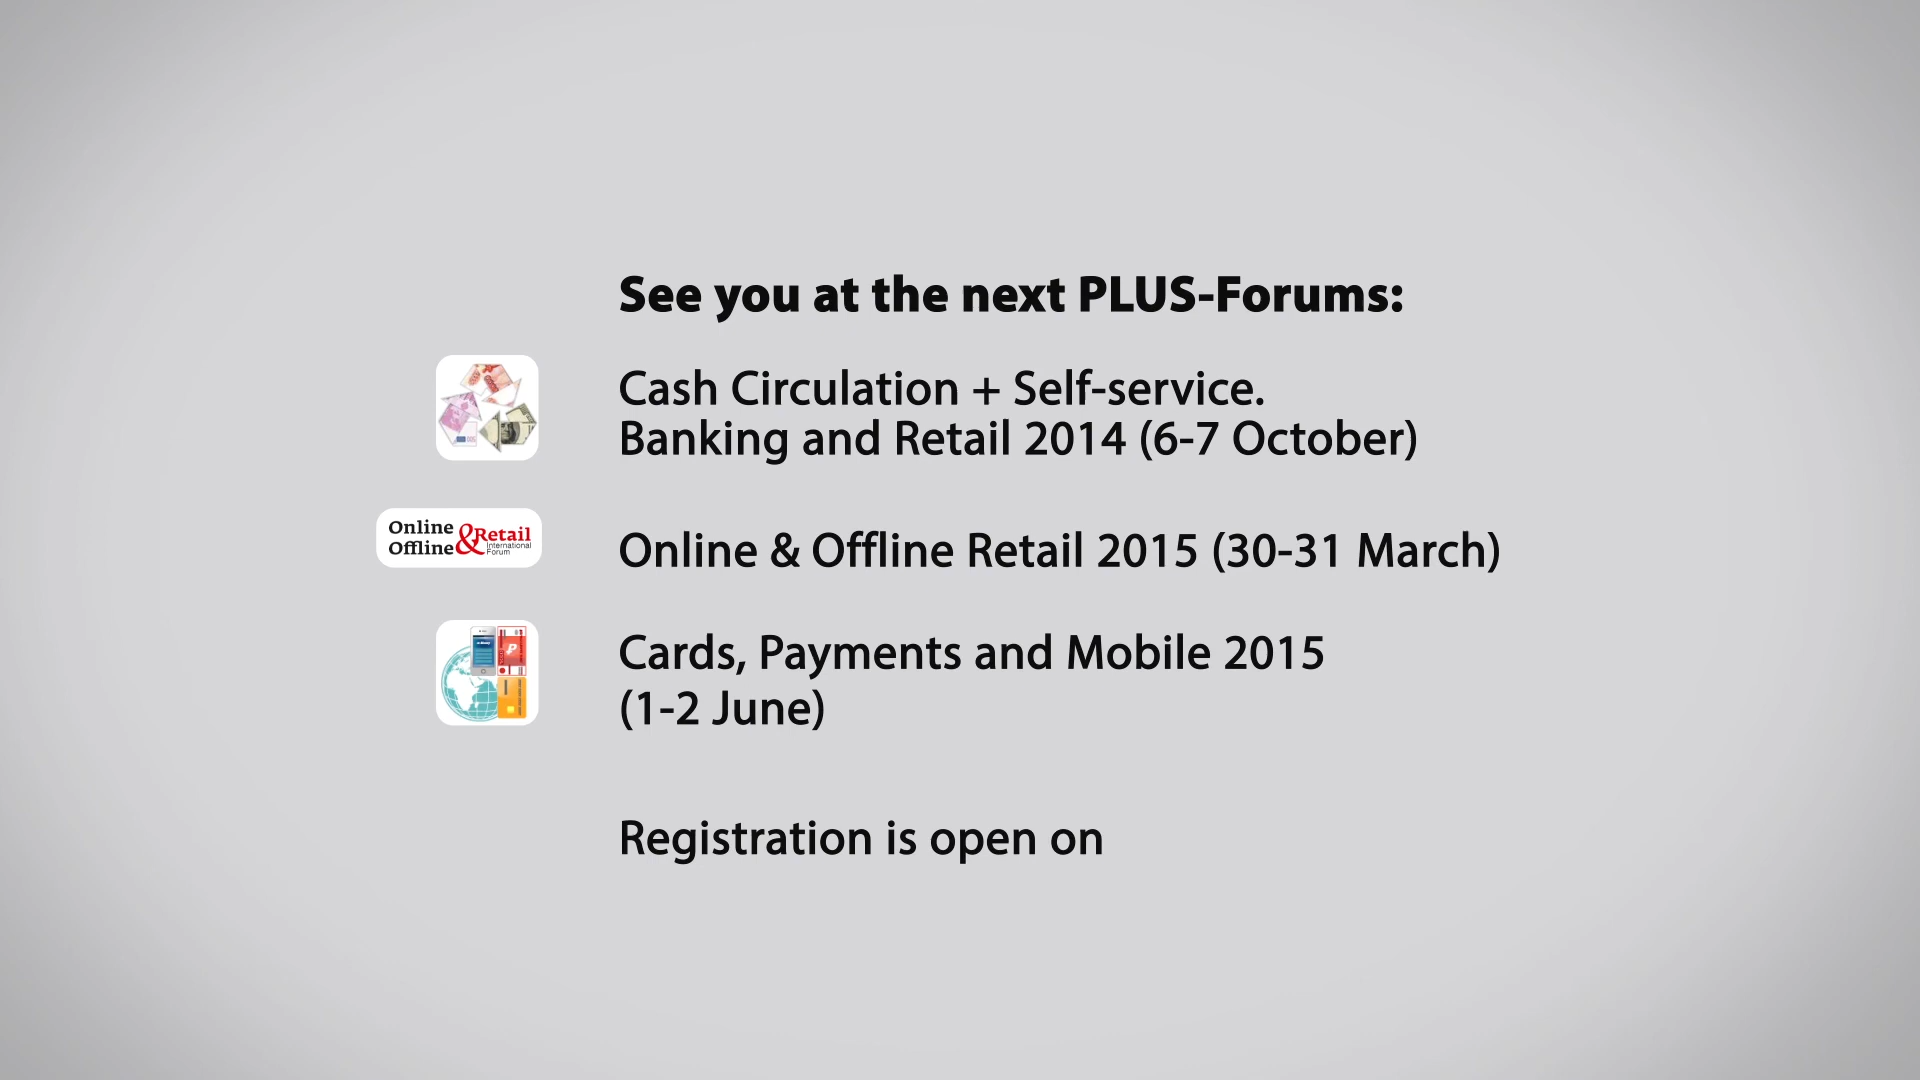 See you at the next PLUS-Forums:
Cash Circulation + Self-service.
Banking and Retail 2014 (6-7 October)
Online
Offline
&Retail
International
Forum
Online & Offline Retail 2015 (30-31 March)
P
Cards, Payments and Mobile 2015
(1-2 June)
Registration is open on